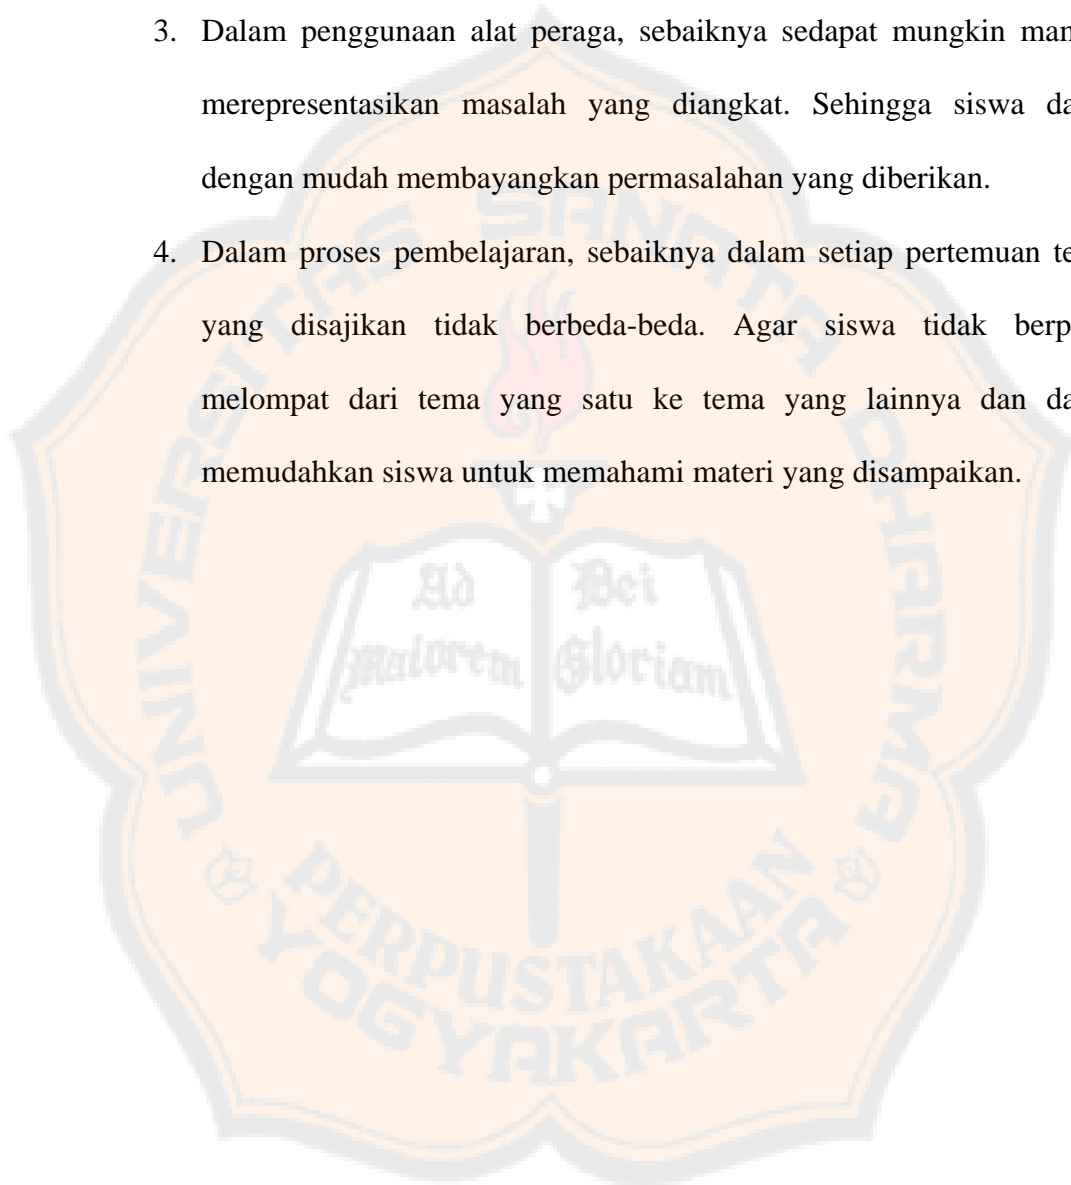 3. Dalam penggunaan alat peraga, sebaiknya sedapat mungkin
merepresentasikan masalah yang diangkat. Sehingga siswa
dengan mudah membayangkan permasalahan yang diberikan.
4. Dalam proses pembelajaran, sebaiknya dalam setiap pertemuan
yang disajikan tidak berbeda-beda. Agar siswa tidak
melompat dari tema yang satu ke tema yang lainnya dan
memudahkan siswa untuk memahami materi yang disampaikan.
UNIVERSITAS SANATA DHARMA
Ad Dei
Maiorem Gloriam
PERPUSTAKAAN
YOGYAKARTA